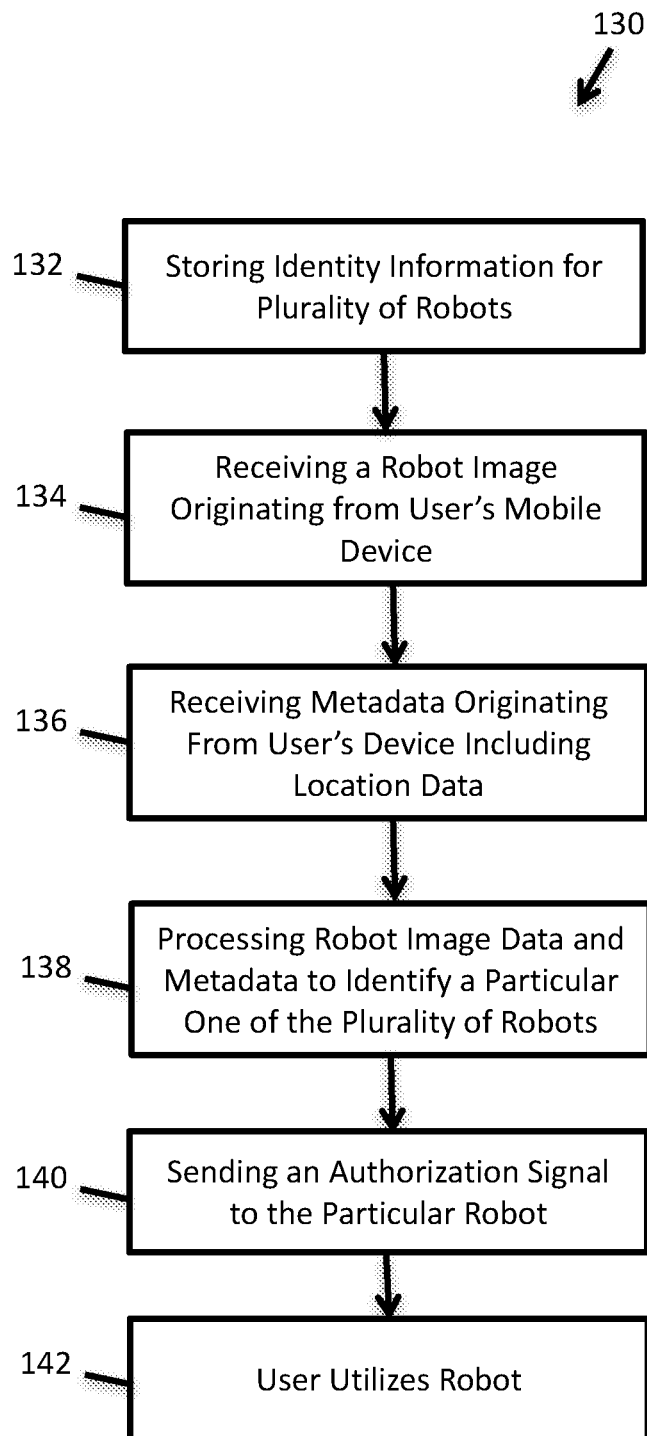 130
132
Storing Identity Information for
Plurality of Robots
134
Receiving a Robot Image
Originating from User's Mobile
Device
136
Receiving Metadata Originating
From User's Device Including
Location Data
138
Processing Robot Image Data and
Metadata to Identify a Particular
One of the Plurality of Robots
140
Sending an Authorization Signal
to the Particular Robot
142
User Utilizes Robot